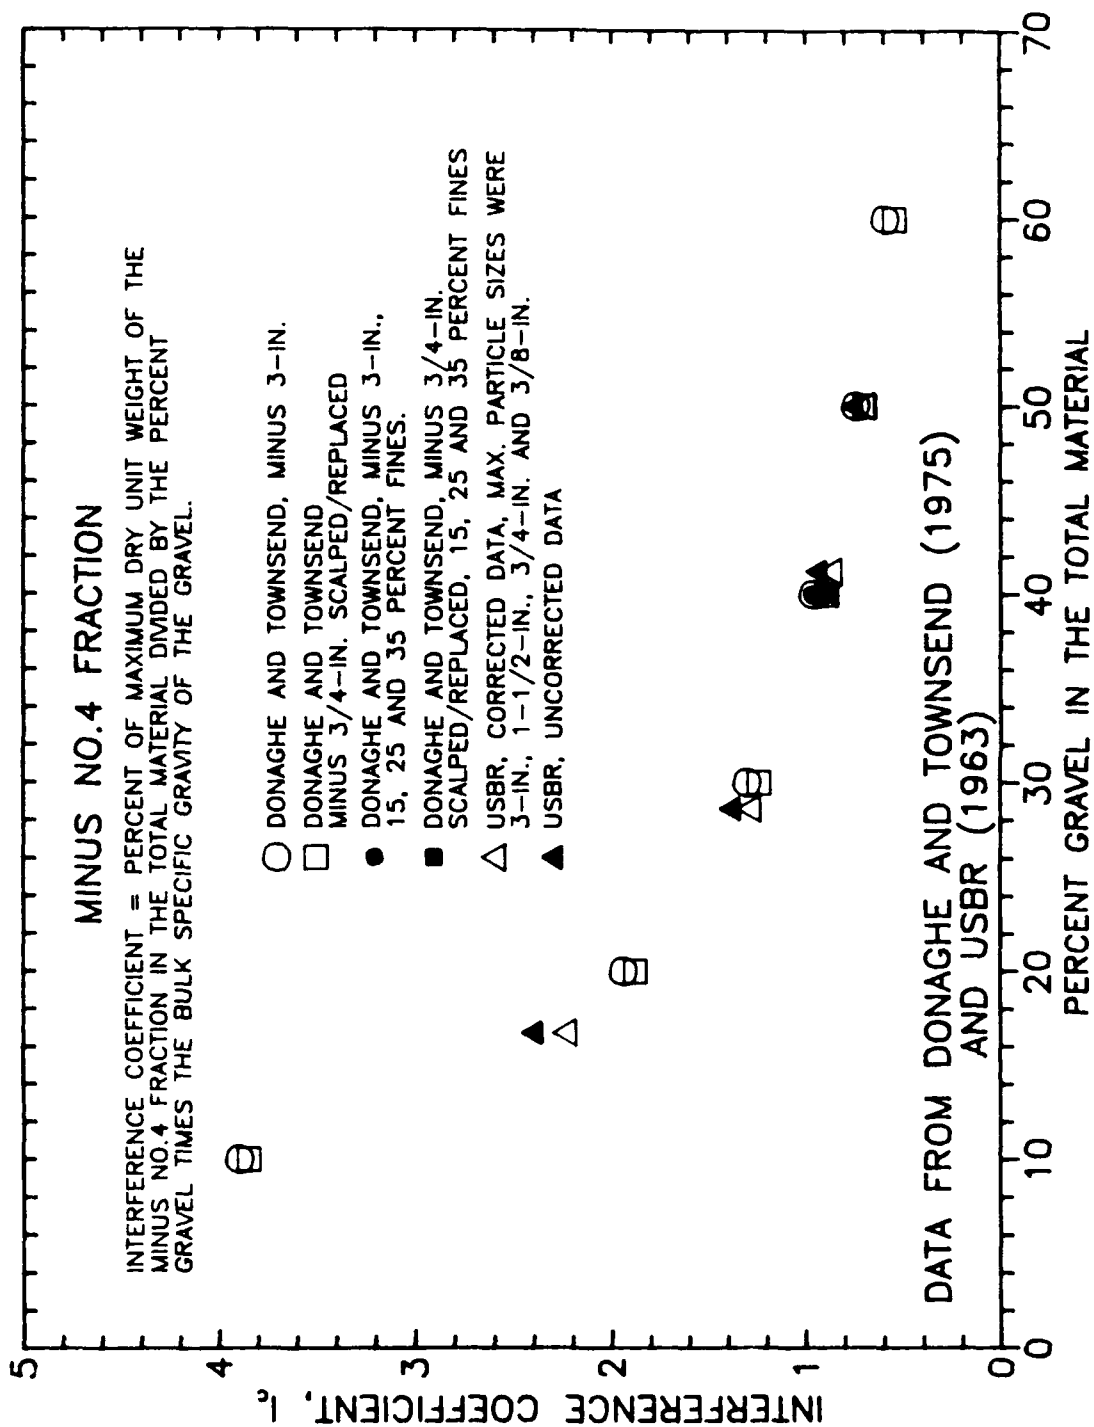 MINUS NO.4 FRACTION
INTERFERENCE COEFFICIENT = PERCENT OF MAXIMUM DRY UNIT WEIGHT OF THE
MINUS NO.4 FRACTION IN THE TOTAL MATERIAL DIVIDED BY THE PERCENT
GRAVEL TIMES THE BULK SPECIFIC GRAVITY OF THE GRAVEL.
DONAGHE AND TOWNSEND, MINUS 3-IN.
DONAGHE AND TOWNSEND
MINUS 3/4-IN. SCALPED/REPLACED
DONAGHE AND TOWNSEND, MINUS 3-IN.,
15, 25 AND 35 PERCENT FINES.
DONAGHE AND TOWNSEND, MINUS 3/4-IN.
SCALPED/REPLACED, 15, 25 AND 35 PERCENT FINES
USBR, CORRECTED DATA, MAX. PARTICLE SIZES WERE
3-IN., 1-1/2-IN., 3/4-IN. AND 3/8-IN.
USBR, UNCORRECTED DATA
DATA FROM DONAGHE AND TOWNSEND (1975)
AND USBR (1963)
INTERFERENCE COEFFICIENT, Ic
5
4
3
2
1
0
0 10 20 30 40 50 60 70
PERCENT GRAVEL IN THE TOTAL MATERIAL